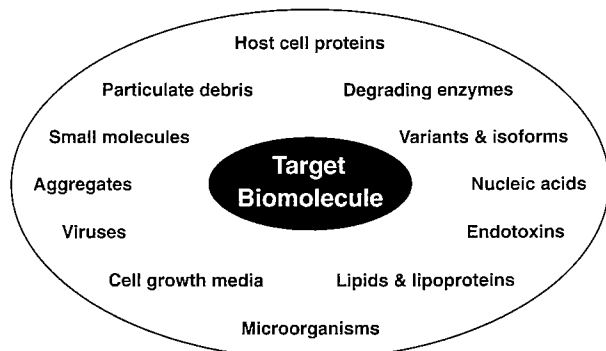 Host cell proteins
Particulate debris
Degrading enzymes
Small molecules
Variants & isoforms
Target
Biomolecule
Aggregates
Nucleic acids
Viruses
Endotoxins
Cell growth media
Lipids & lipoproteins
Microorganisms